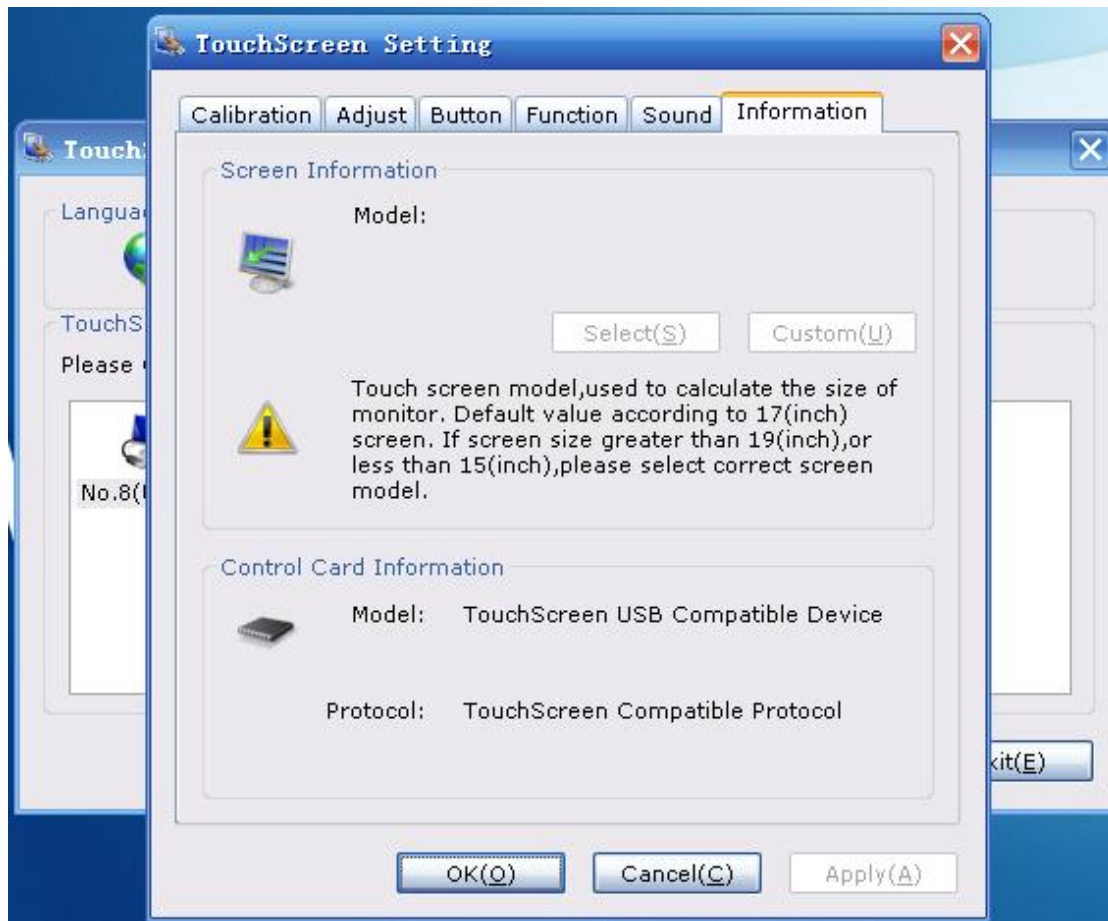 TouchScreen Setting
Calibration Adjust Button Function Sound Information
Screen Information
Model:
Select(S) Custom(U)
Touch screen model,used to calculate the size of
monitor. Default value according to 17(inch)
screen. If screen size greater than 19(inch),or
less than 15(inch),please select correct screen
model.
Control Card Information
Model: TouchScreen USB Compatible Device
Protocol: TouchScreen Compatible Protocol
OK(O) Cancel(C) Apply(A)
Touch
Langua
TouchS
Please
No.8(
xit(E)